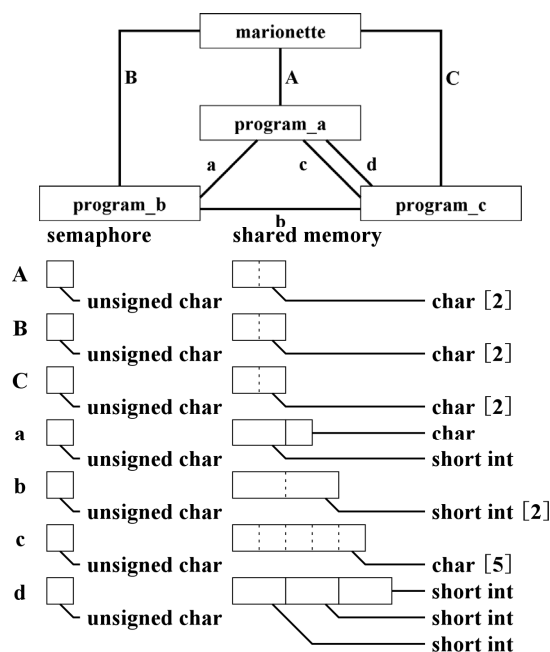 marionette
B
A
C
program_a
a
c
d
program_b
b
program_c
semaphore
shared memory
A
unsigned char
char [2]
B
unsigned char
char [2]
C
unsigned char
char [2]
a
unsigned char
char
short int
b
unsigned char
short int [2]
c
unsigned char
char [5]
d
unsigned char
short int
short int
short int